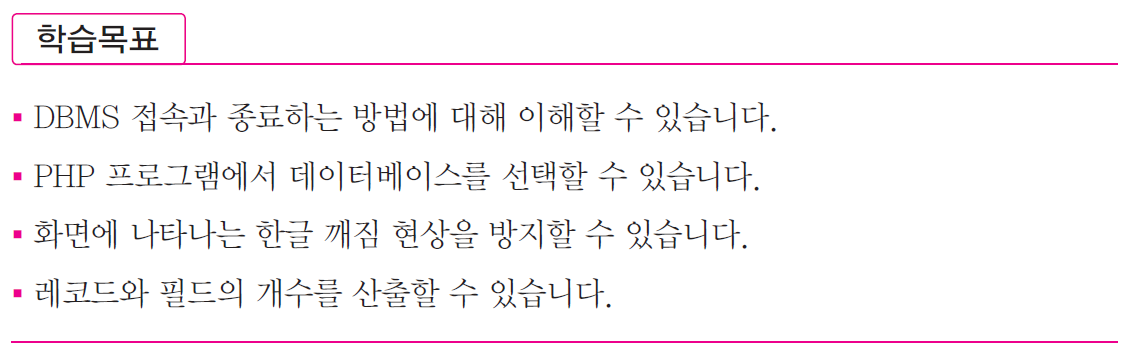 학습목표
▪ DBMS 접속과 종료하는 방법에 대해 이해할 수 있습니다.
▪ PHP 프로그램에서 데이터베이스를 선택할 수 있습니다.
▪ 화면에 나타나는 한글 깨짐 현상을 방지할 수 있습니다.
▪ 레코드와 필드의 개수를 산출할 수 있습니다.